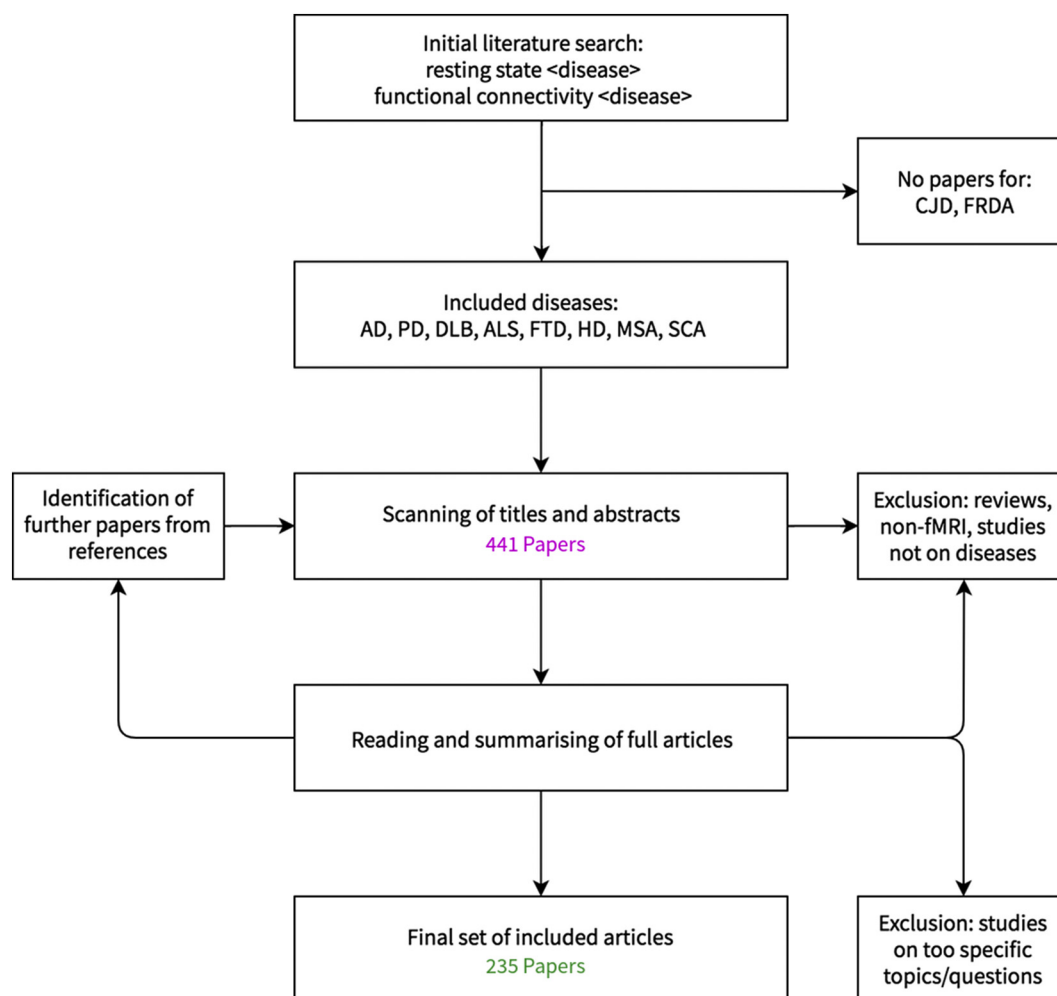 Initial literature search:
resting state <disease>
functional connectivity <disease>
No papers for:
CJD, FRDA
Included diseases:
AD, PD, DLB, ALS, FTD, HD, MSA, SCA
Identification of
further papers from
references
Scanning of titles and abstracts
441 Papers
Exclusion: reviews,
non-fMRI, studies
not on diseases
Reading and summarising of full articles
Final set of included articles
235 Papers
Exclusion: studies
on too specific
topics/questions